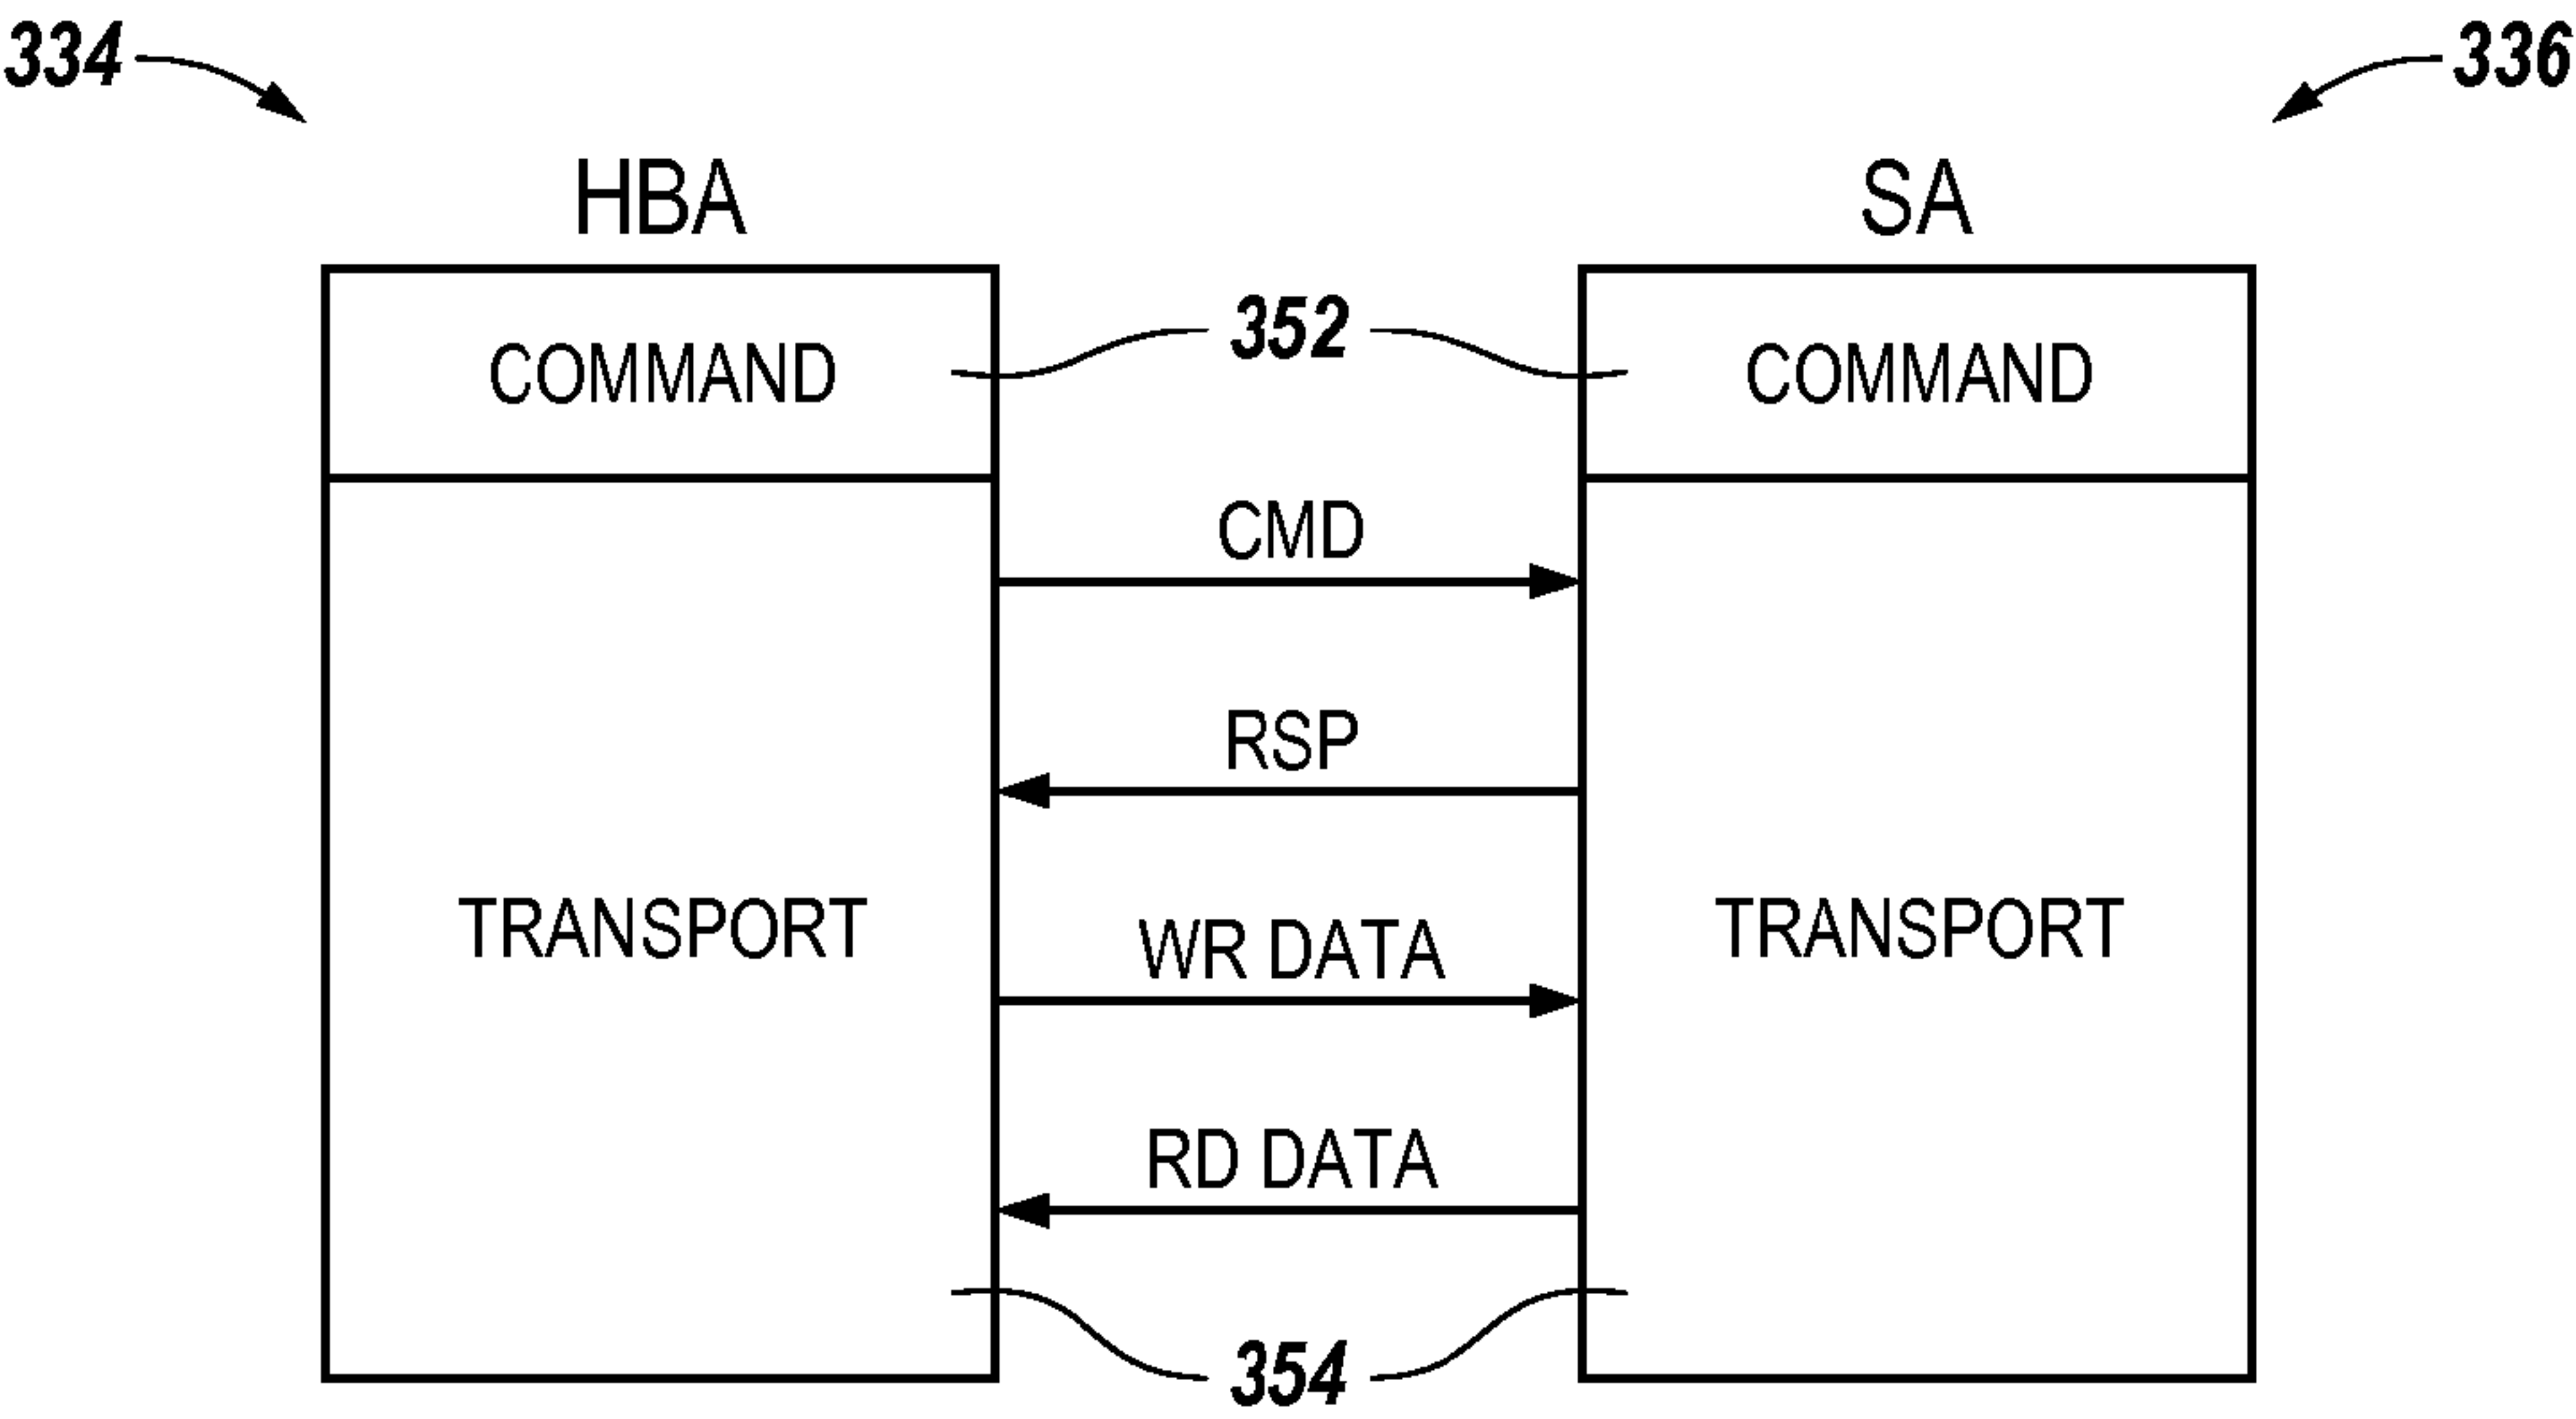 334
336
HBA
SA
352
COMMAND
COMMAND
CMD
RSP
TRANSPORT
WR DATA
TRANSPORT
RD DATA
354